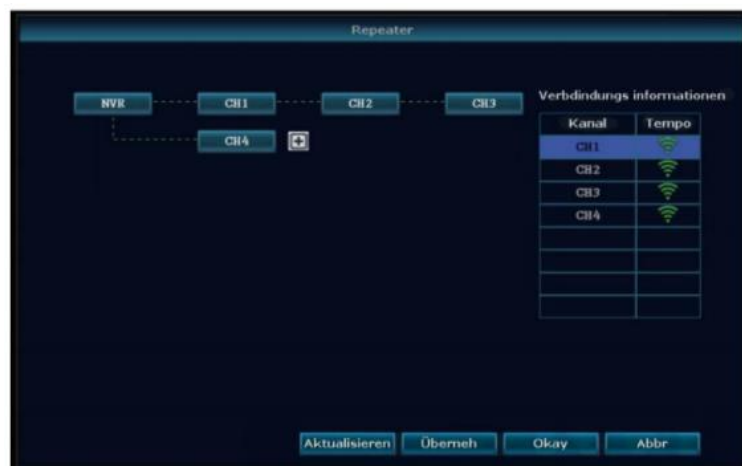 Repeater
NVR CH1 CH2 CH3
CH4
Verbdindungs informationen
Kanal Tempo
CH1
CH2
CH3
CH4
Aktualisieren Überneh Okay Abbr